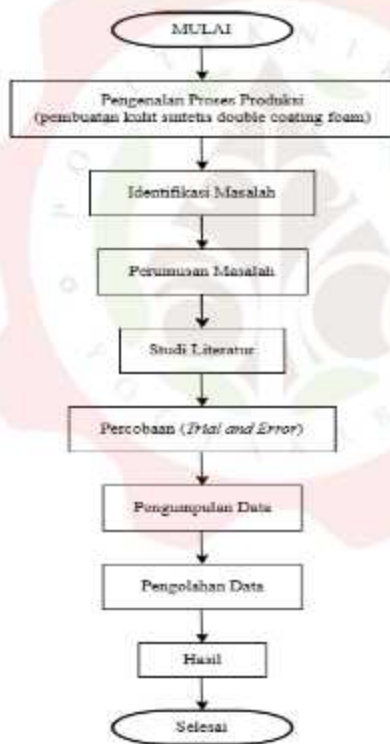 MULAI
Pengenalan Proses Produksi
(pembuatan kulit sintetis double coating foam)
Identifikasi Masalah
Perumusan Masalah
Studi Literatur
Percobaan (Trial and Error)
Pengumpulan Data
Pengolahan Data
Hasil
Selesai